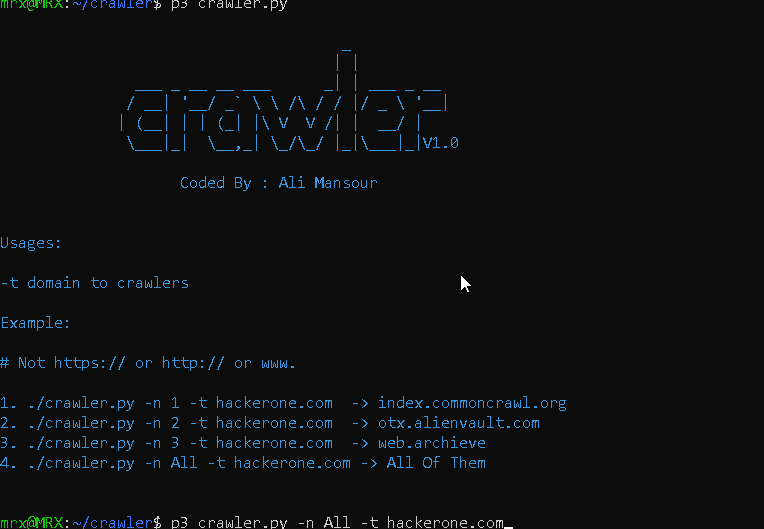 mrx@MRX:~/crawler$ p3 crawler.py
crawler
V1.0
Coded By : Ali Mansour
Usages:
-t domain to crawlers
Example:
# Not https:// or http:// or www.
1. ./crawler.py -n 1 -t hackerone.com  -> index.commoncrawl.org
2. ./crawler.py -n 2 -t hackerone.com  -> otx.alienvault.com
3. ./crawler.py -n 3 -t hackerone.com  -> web.archieve
4. ./crawler.py -n All -t hackerone.com -> All Of Them
mrx@MRX:~/crawler$ p3 crawler.py -n All -t hackerone.com_